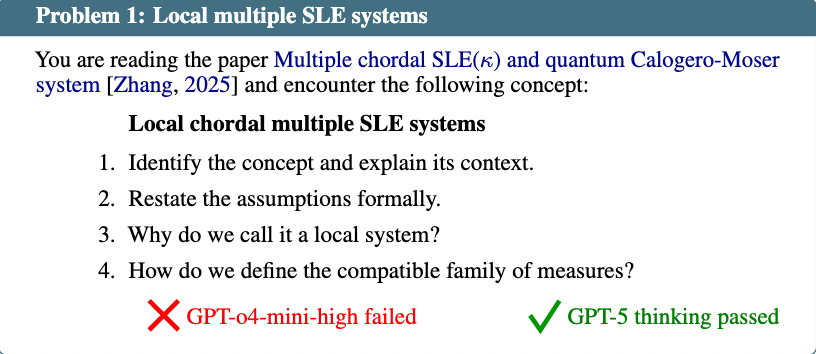 Problem 1: Local multiple SLE systems
You are reading the paper Multiple chordal SLE(κ) and quantum Calogero-Moser
system [Zhang, 2025] and encounter the following concept:
Local chordal multiple SLE systems
1. Identify the concept and explain its context.
2. Restate the assumptions formally.
3. Why do we call it a local system?
4. How do we define the compatible family of measures?
GPT-o4-mini-high failed
GPT-5 thinking passed